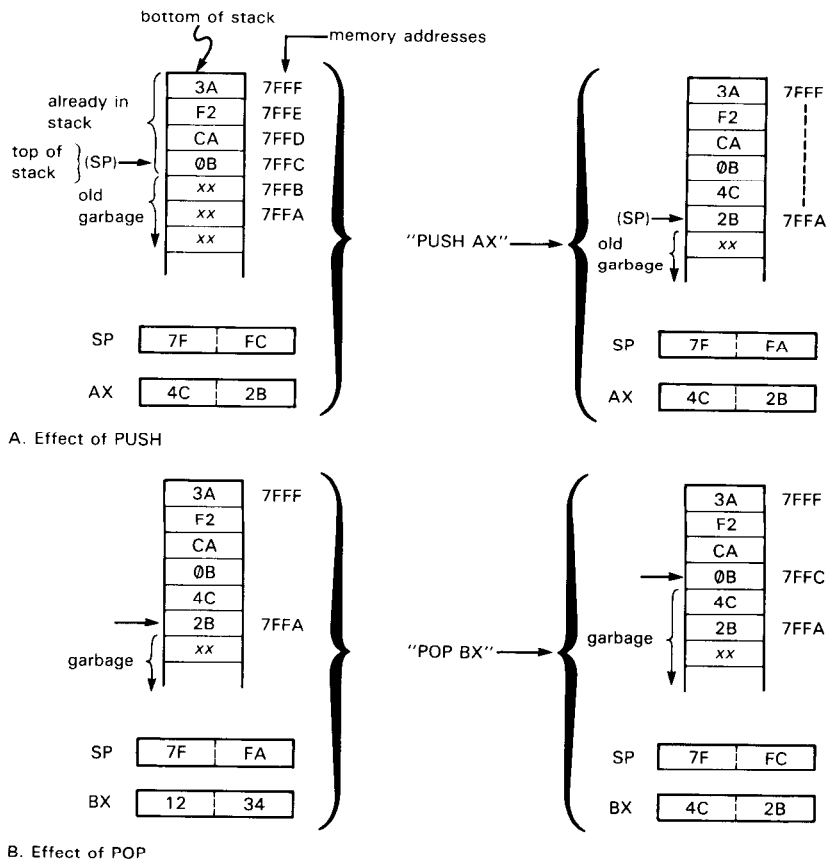 bottom of stack
memory addresses
3A 7FFF
already in stack
F2 7FFE
CA 7FFD
top of stack (SP) 0B 7FFC
old garbage
xx 7FFB
xx 7FFA
xx
SP 7F FC
AX 4C 2B
"PUSH AX"
3A 7FFF
F2
CA
0B
4C
(SP) 2B 7FFA
old garbage
xx
SP 7F FA
AX 4C 2B
A. Effect of PUSH
3A 7FFF
F2
CA
0B
4C
2B 7FFA
garbage
xx
SP 7F FA
BX 12 34
"POP BX"
3A 7FFF
F2
CA
0B 7FFC
4C
garbage
2B 7FFA
xx
SP 7F FC
BX 4C 2B
B. Effect of POP